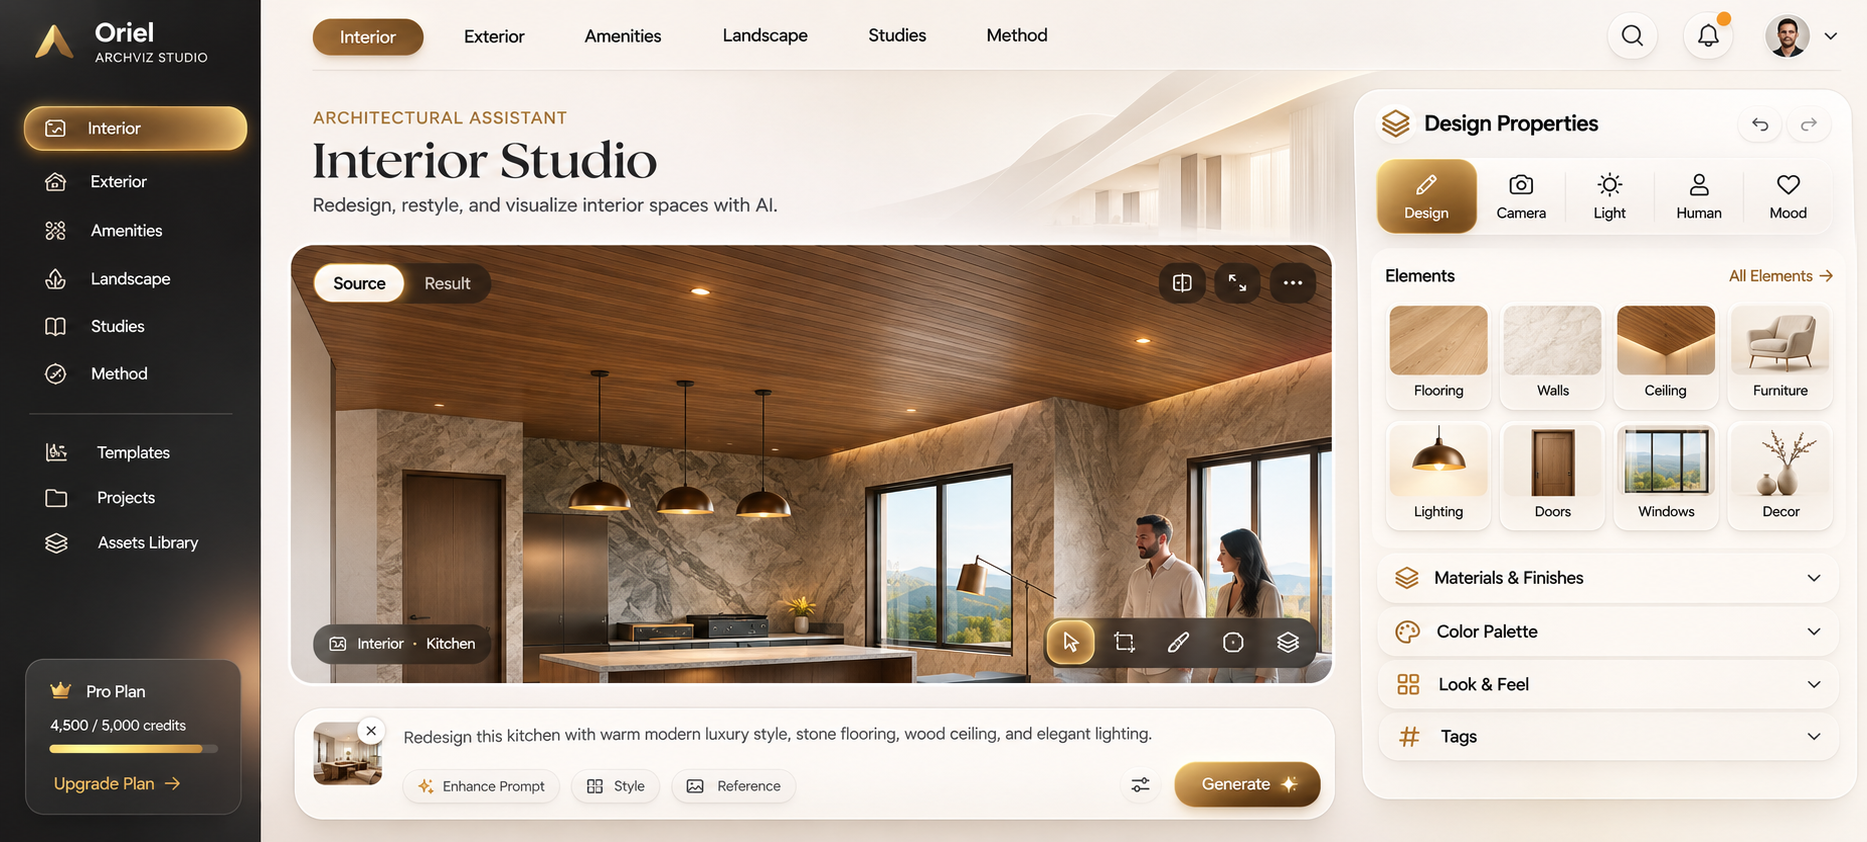 Oriel
ARCHVIZ STUDIO
Interior
Exterior
Amenities
Landscape
Studies
Method
Templates
Projects
Assets Library
Pro Plan
4,500 / 5,000 credits
Upgrade Plan →
Interior Exterior Amenities Landscape Studies Method
ARCHITECTURAL ASSISTANT
Interior Studio
Redesign, restyle, and visualize interior spaces with AI.
Source Result
Interior · Kitchen
Redesign this kitchen with warm modern luxury style, stone flooring, wood ceiling, and elegant lighting.
Enhance Prompt Style Reference Generate
Design Properties
Design Camera Light Human Mood
Elements All Elements →
Flooring Walls Ceiling Furniture
Lighting Doors Windows Decor
Materials & Finishes
Color Palette
Look & Feel
Tags